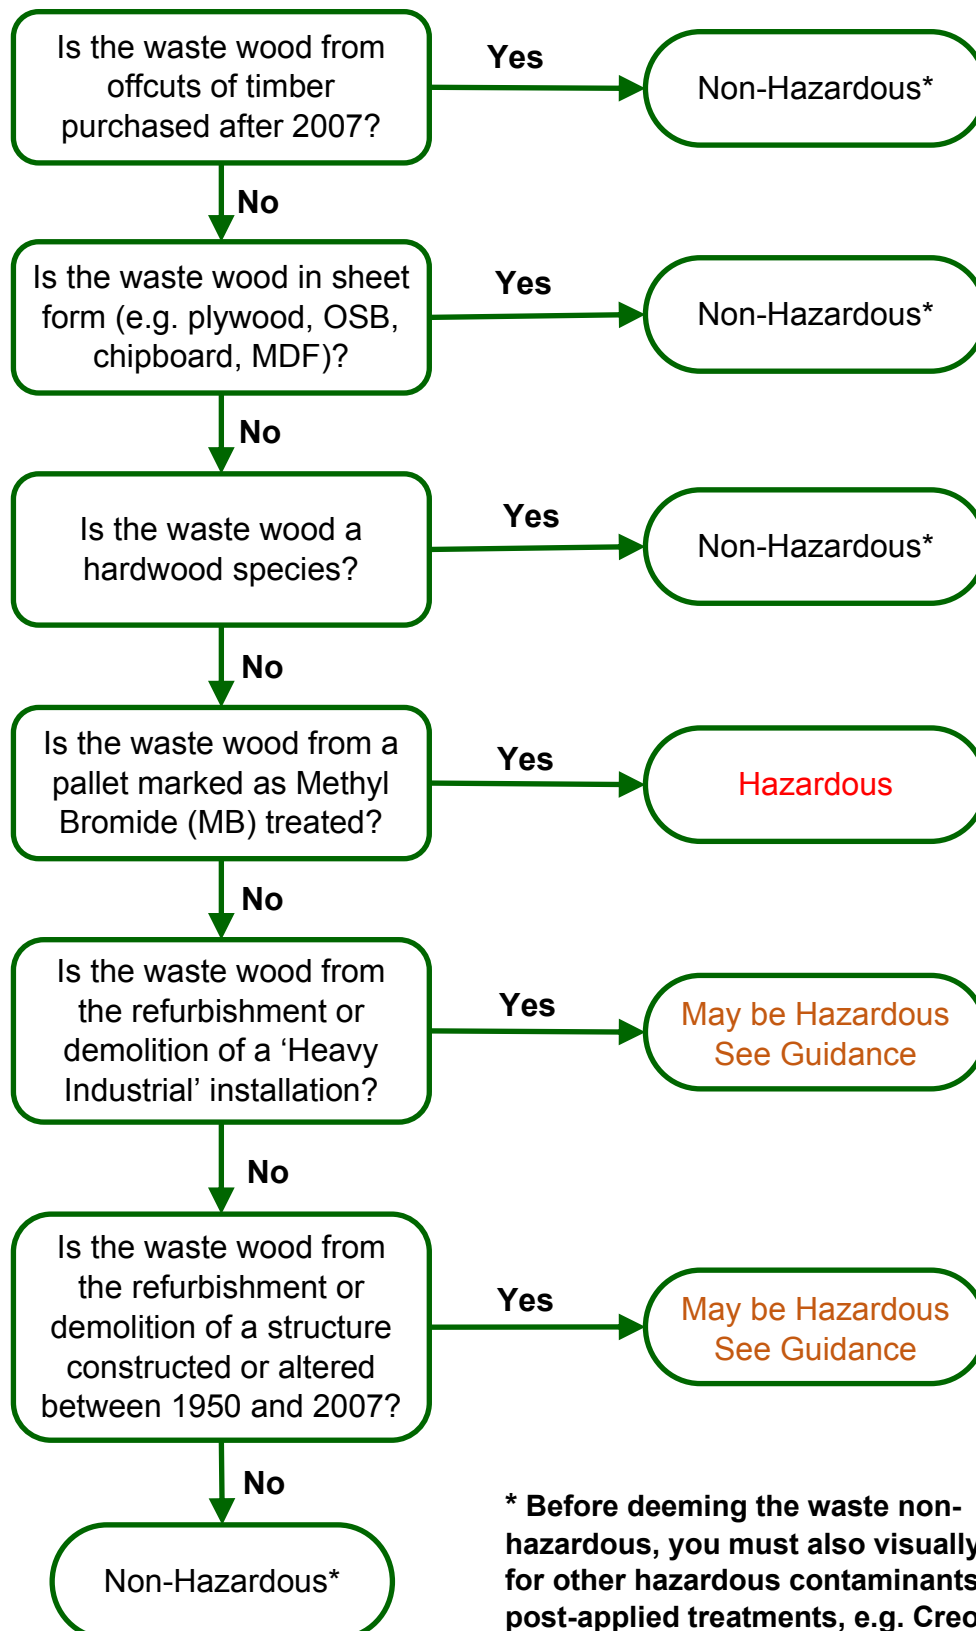 Is the waste wood from
offcuts of timber
purchased after 2007?
Yes
Non-Hazardous*
No
Is the waste wood in sheet
form (e.g. plywood, OSB,
chipboard, MDF)?
Yes
Non-Hazardous*
No
Is the waste wood a
hardwood species?
Yes
Non-Hazardous*
No
Is the waste wood from a
pallet marked as Methyl
Bromide (MB) treated?
Yes
Hazardous
No
Is the waste wood from
the refurbishment or
demolition of a ‘Heavy
Industrial’ installation?
Yes
May be Hazardous
See Guidance
No
Is the waste wood from
the refurbishment or
demolition of a structure
constructed or altered
between 1950 and 2007?
Yes
May be Hazardous
See Guidance
No
Non-Hazardous*
* Before deeming the waste non-
hazardous, you must also visually
for other hazardous contaminants
post-applied treatments, e.g.